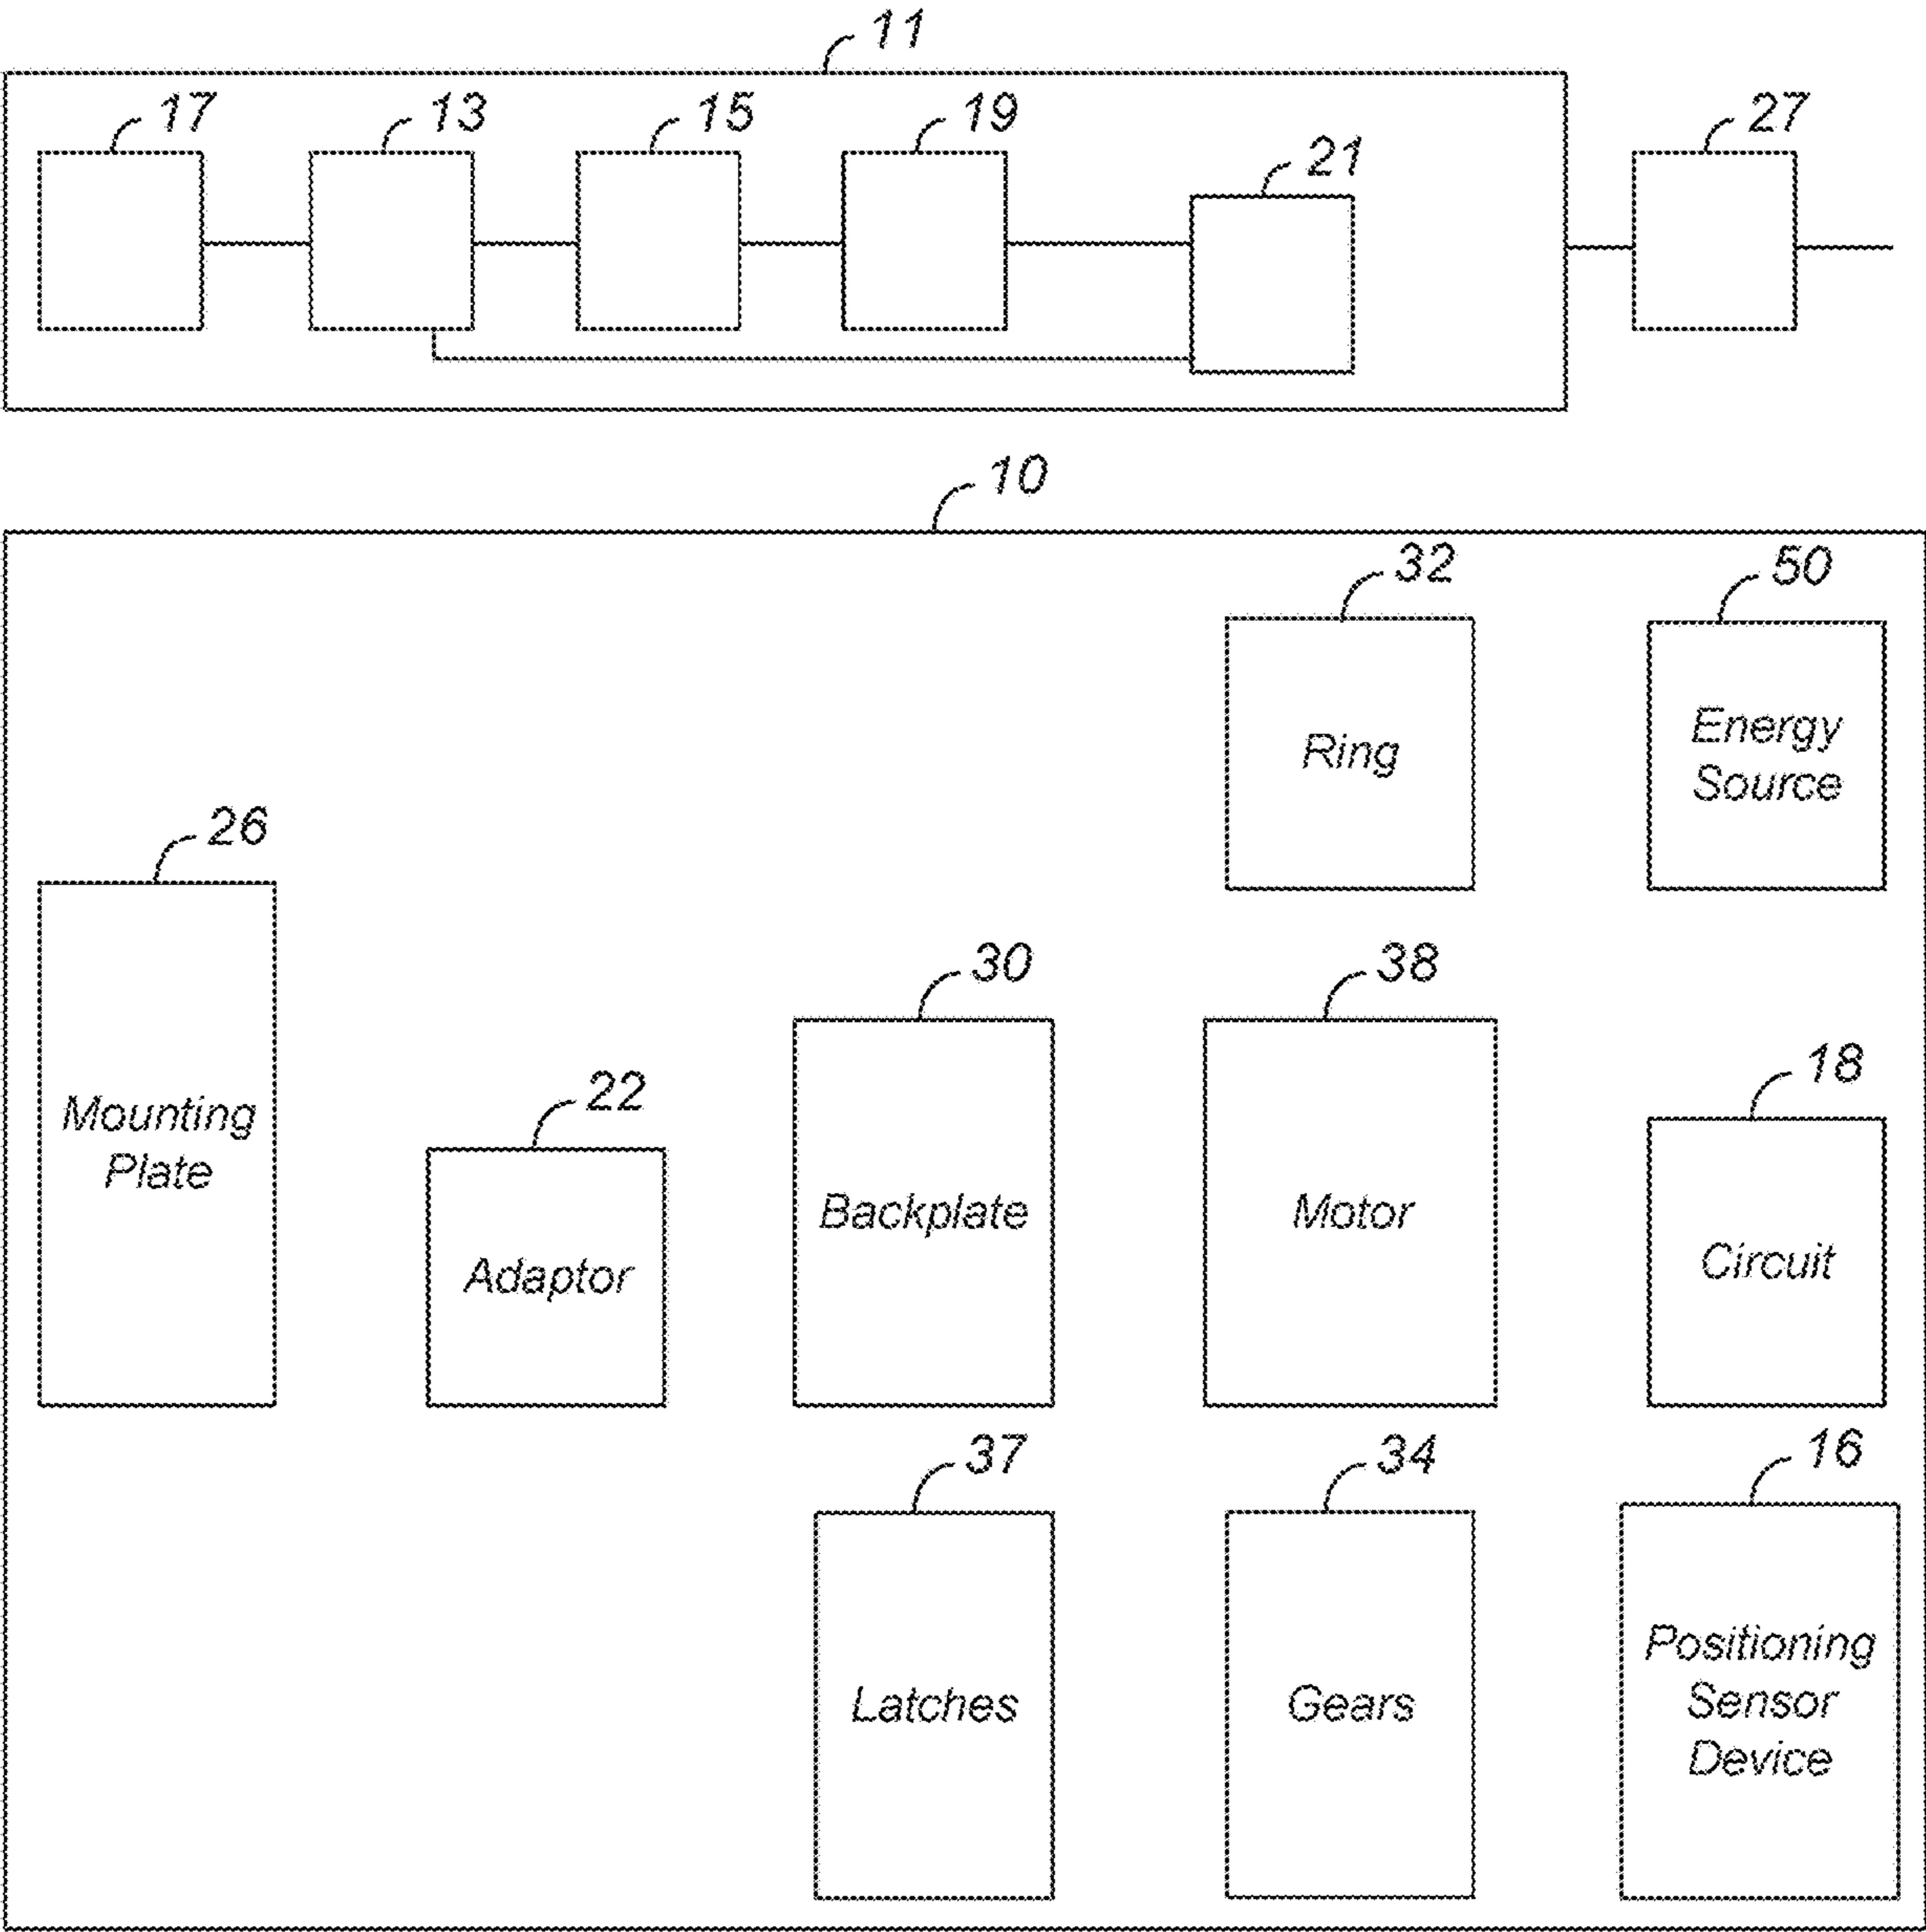 11
17
13
15
19
21
27
10
32
50
Ring
Energy
Source
26
30
38
Mounting
Plate
22
18
Adaptor
Backplate
Motor
Circuit
37
34
16
Latches
Gears
Positioning
Sensor
Device